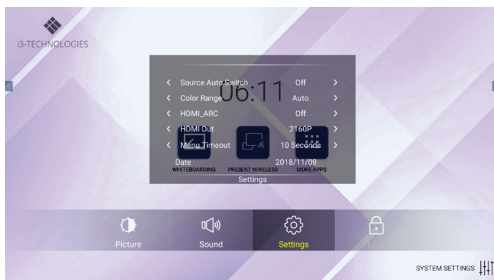 i3-TECHNOLOGIES
Source Auto Switch Off
06:11
Color Range Auto
HDMI_ARC Off
HDMI Out 2160P
Menu Timeout 10 Seconds
Date 2018/11/09
WHITEBOARDING PRESENT WIRELESS MORE APPS
Settings
Picture Sound Settings
SYSTEM SETTINGS